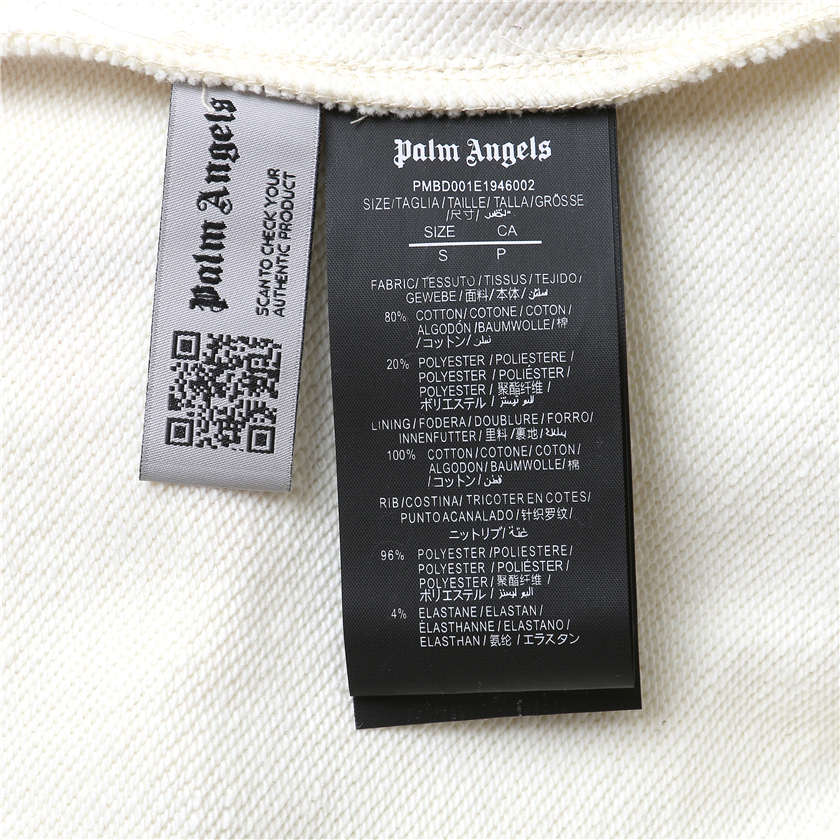 Palm Angels
SCAN TO CHECK YOUR
AUTHENTIC PRODUCT
Palm Angels
PMBD001E1946002
SIZE/TAGLIA/TAILLE/TALLA/GRÖSSE
/尺寸/
SIZE CA
S P
FABRIC/TESSUTO/TISSUS/TEJIDO/
GEWEBE/面料/本体/
80% COTTON/COTONE/COTON/
ALGODÓN/BAUMWOLLE/棉
/コットン/
20% POLYESTER/POLIESTERE/
POLYESTER/POLIÉSTER/
POLYESTER/聚酯纤维/
ポリエステル/
LINING/FODERA/DOUBLURE/FORRO/
INNENFUTTER/里料/裏地/
100% COTTON/COTONE/COTON/
ALGODON/BAUMWOLLE/棉
/コットン/قطن
RIB/COSTINA/TRICOTER EN COTES/
PUNTO ACANALADO/针织罗纹/
ニットリブ/
96% POLYESTER/POLIESTERE/
POLYESTER/POLIÉSTER/
POLYESTER/聚酯纤维/
ポリエステル/
4% ELASTANE/ELASTAN/
ÉLASTHANNE/ELASTANO/
ELASTHAN/氨纶/エラスタン